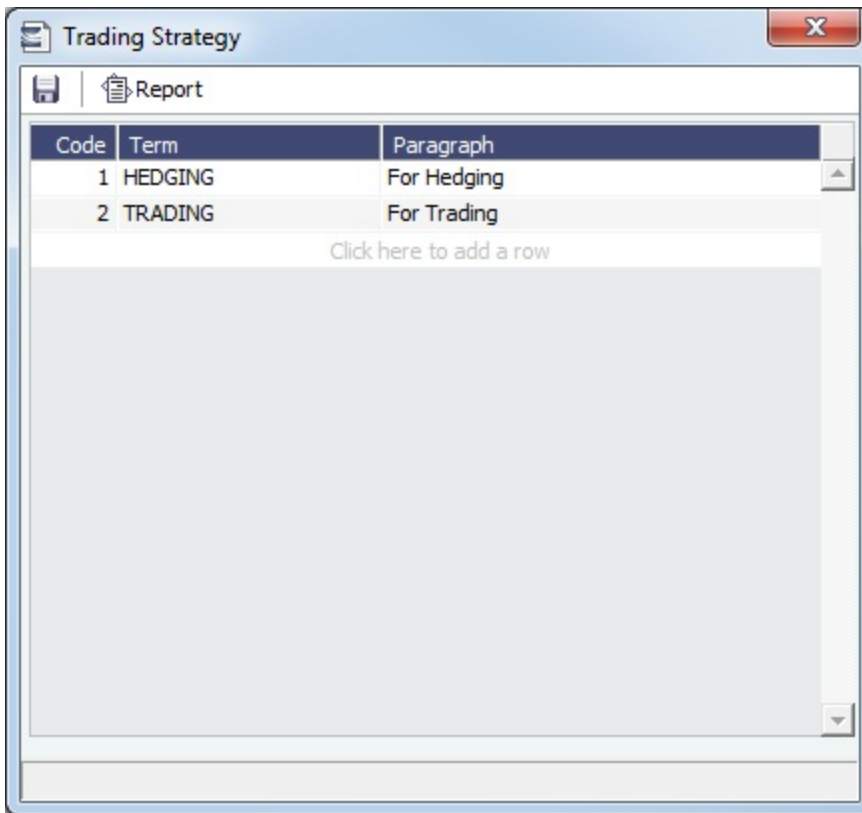 Trading Strategy
Report
Code Term Paragraph
1 HEDGING For Hedging
2 TRADING For Trading
Click here to add a row